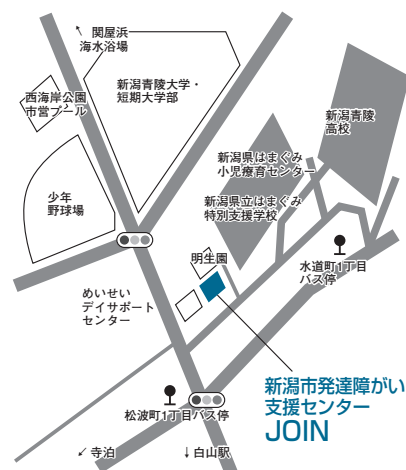 ↖ 関屋浜
海水浴場
新潟青陵大学・
短期大学部
西海岸公園
市営プール
新潟青陵
高校
新潟県はまぐみ
小児療育センター
新潟県立はまぐみ
特別支援学校
少年
野球場
明生園
水道町1丁目
バス停
めいせい
デイサポート
センター
新潟市発達障がい
支援センター
JOIN
松波町1丁目バス停
↙寺泊
↓白山駅